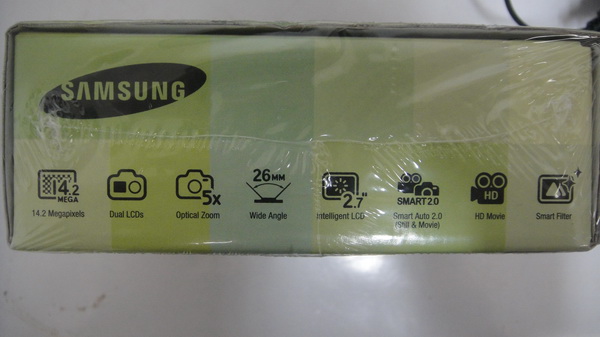 SAMSUNG
14.2 MEGA
5x
26MM
2.7"
SMART 2.0
HD
14.2 Megapixels
Dual LCDs
Optical Zoom
Wide Angle
Intelligent LCD
Smart Auto 2.0
(Still & Movie)
HD Movie
Smart Filter